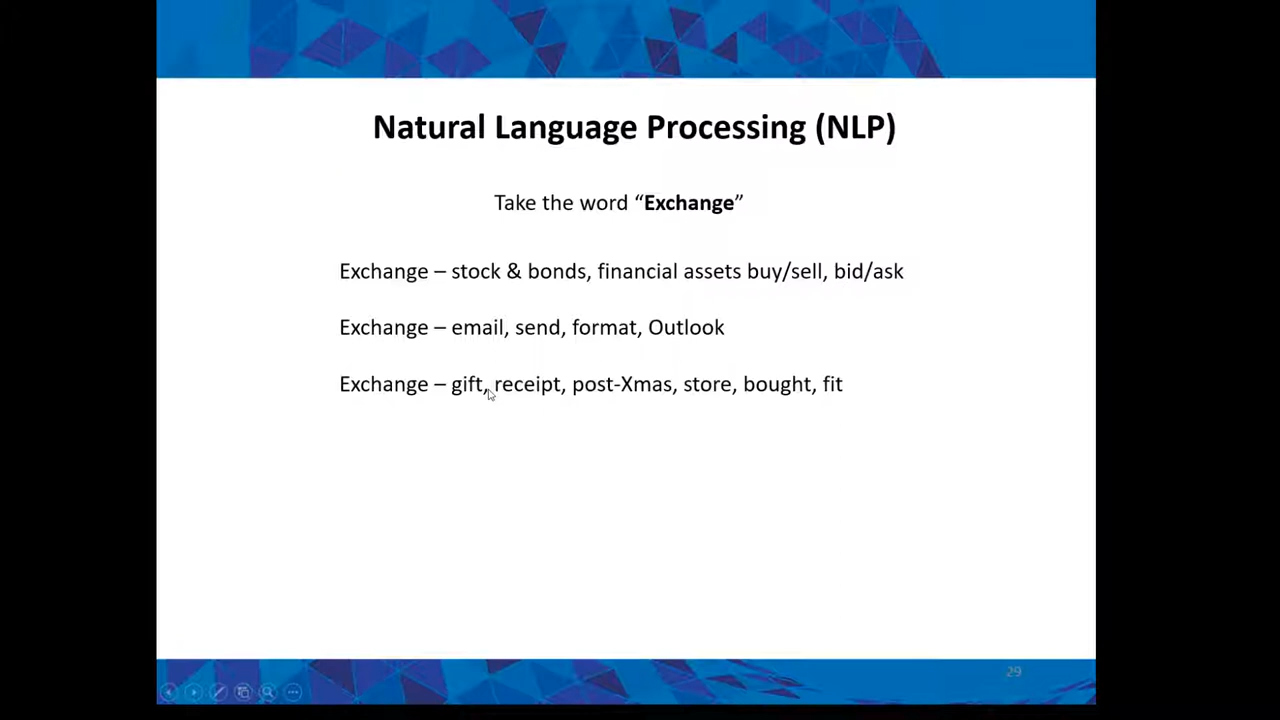 Natural Language Processing (NLP)
Take the word “Exchange”
Exchange – stock & bonds, financial assets buy/sell, bid/ask
Exchange – email, send, format, Outlook
Exchange – gift, receipt, post-Xmas, store, bought, fit
29